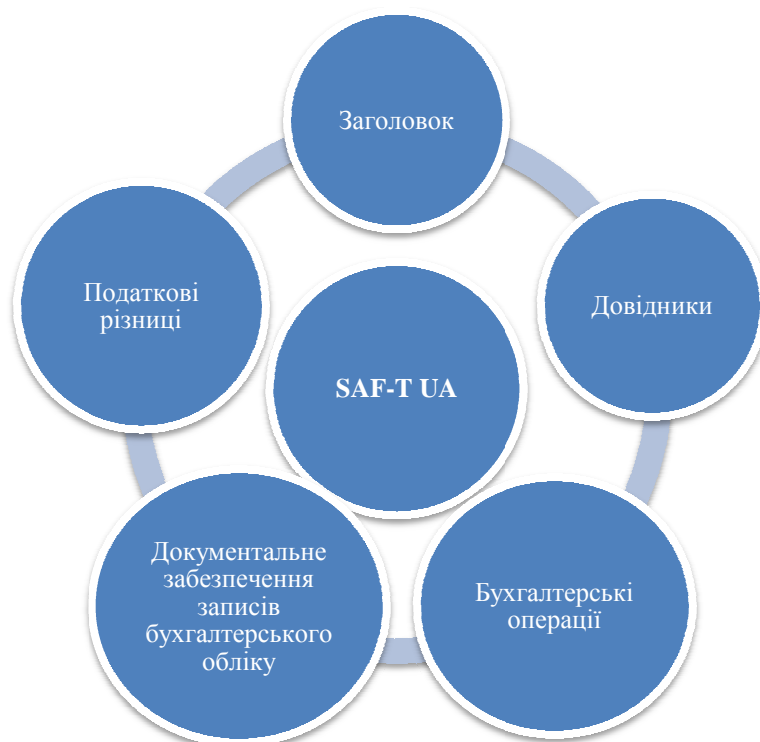 Заголовок
Податкові
різниці
Довідники
SAF-T UA
Документальне
забезпечення
записів
бухгалтерського
обліку
Бухгалтерські
операції